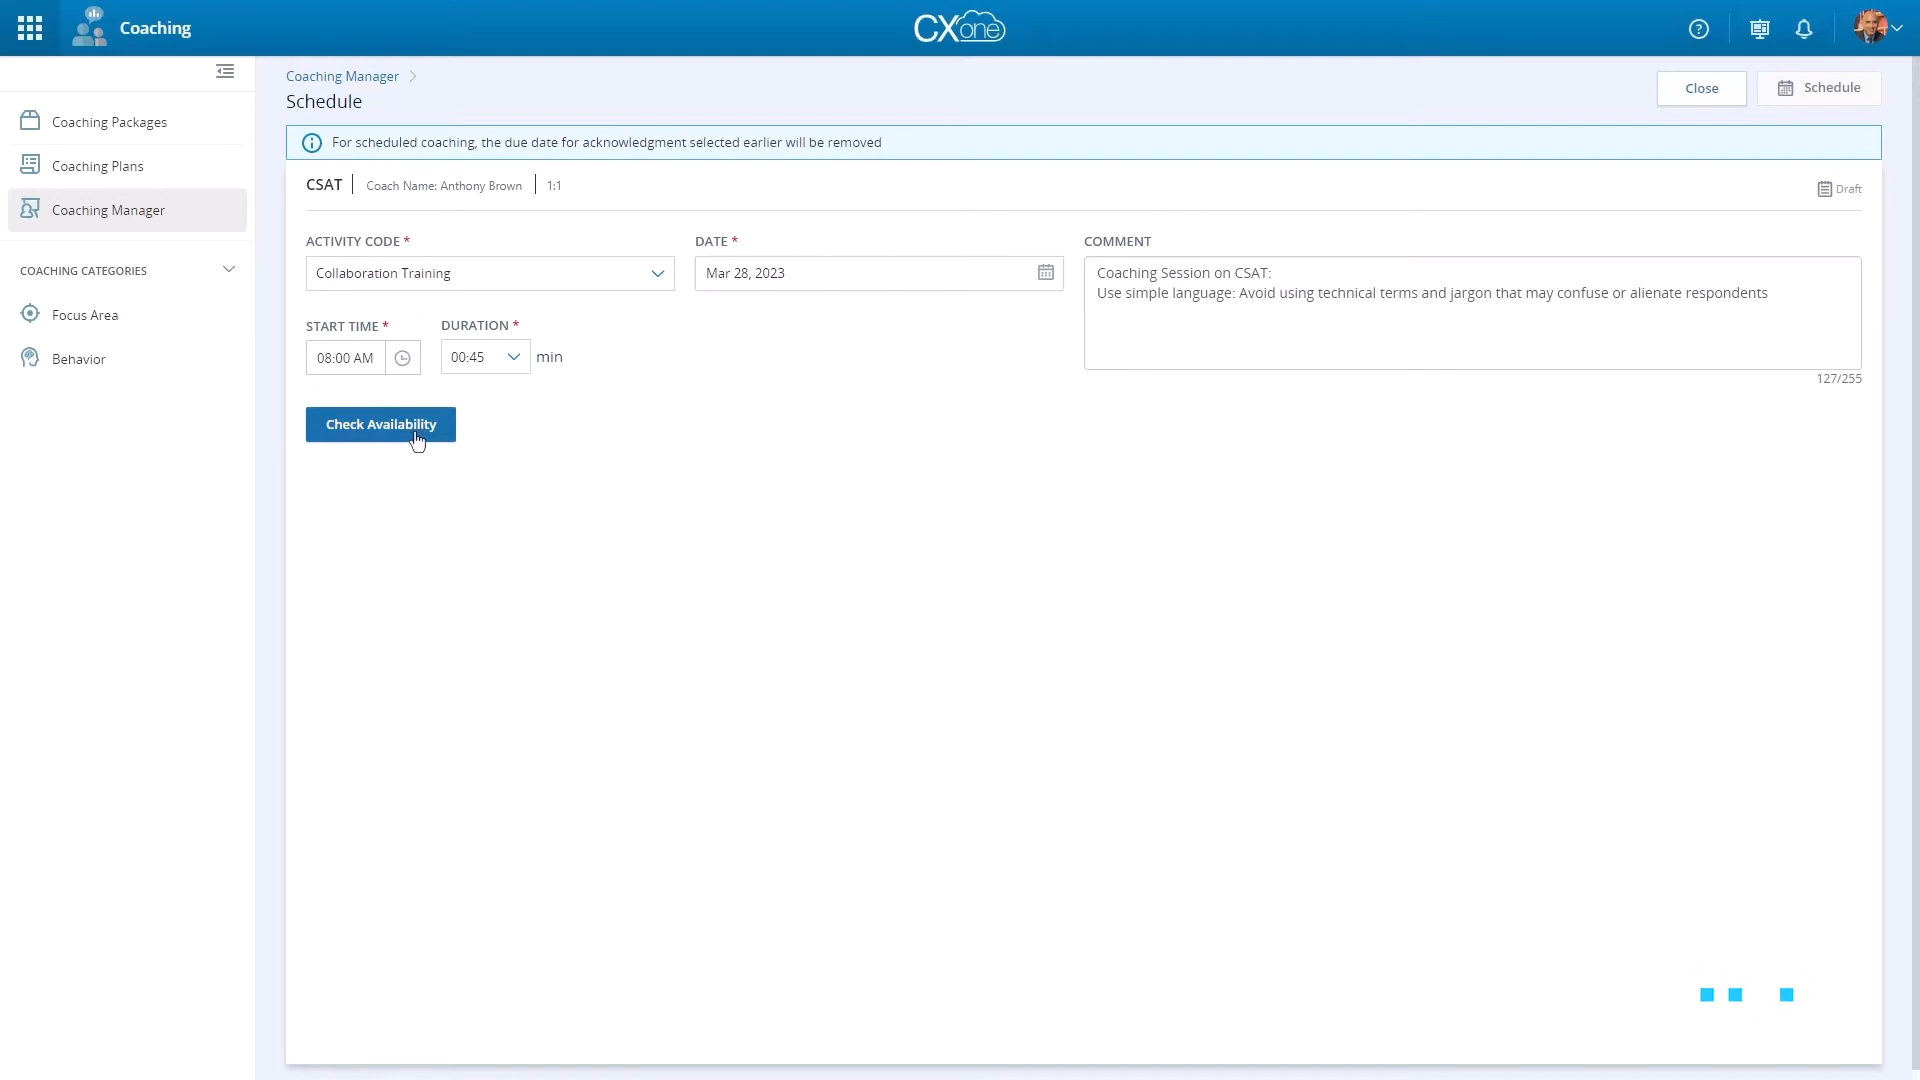 Coaching
CXone
Coaching Manager
Schedule
Close
Schedule
Coaching Packages
Coaching Plans
Coaching Manager
COACHING CATEGORIES
Focus Area
Behavior
For scheduled coaching, the due date for acknowledgment selected earlier will be removed
CSAT
Coach Name: Anthony Brown
1:1
Draft
ACTIVITY CODE *
Collaboration Training
DATE *
Mar 28, 2023
COMMENT
Coaching Session on CSAT:
Use simple language: Avoid using technical terms and jargon that may confuse or alienate respondents
127/255
START TIME *
08:00 AM
DURATION *
00:45
min
Check Availability